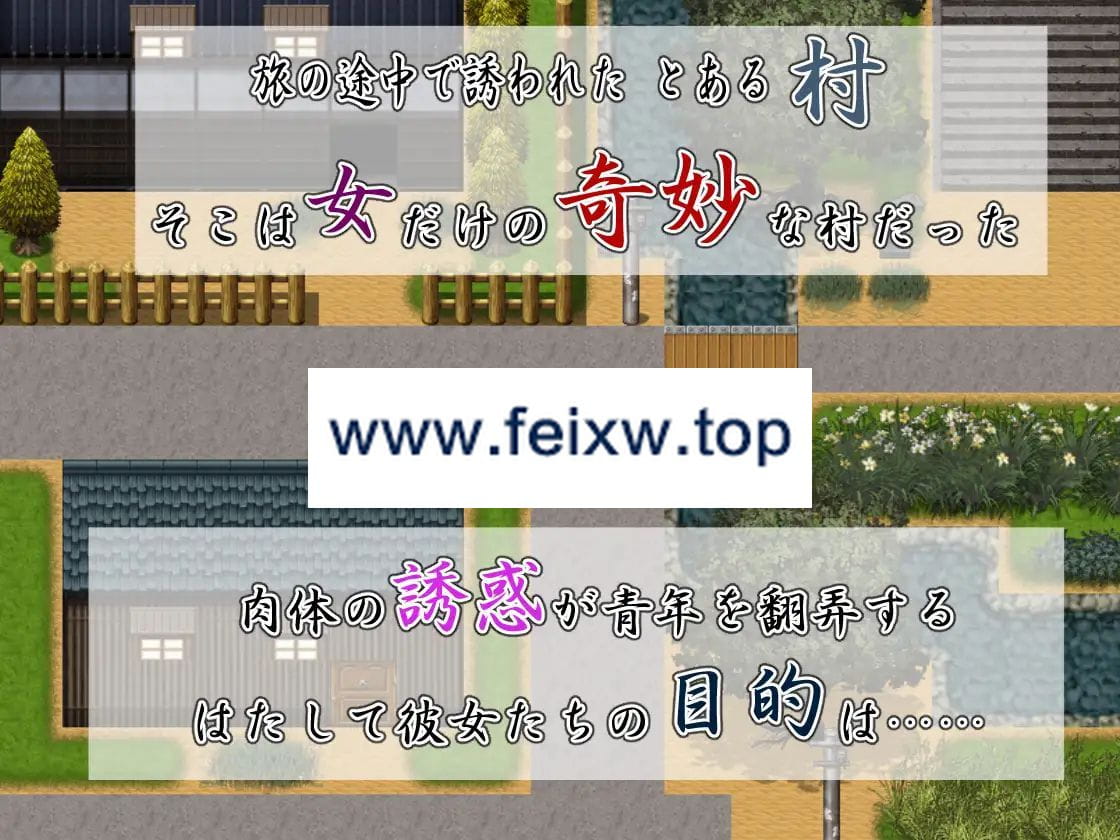 旅の途中で誘われた とある村
そこは女だけの奇妙な村だった
www.feixw.top
肉体の誘惑が青年を翻弄する
はたして彼女たちの目的は……